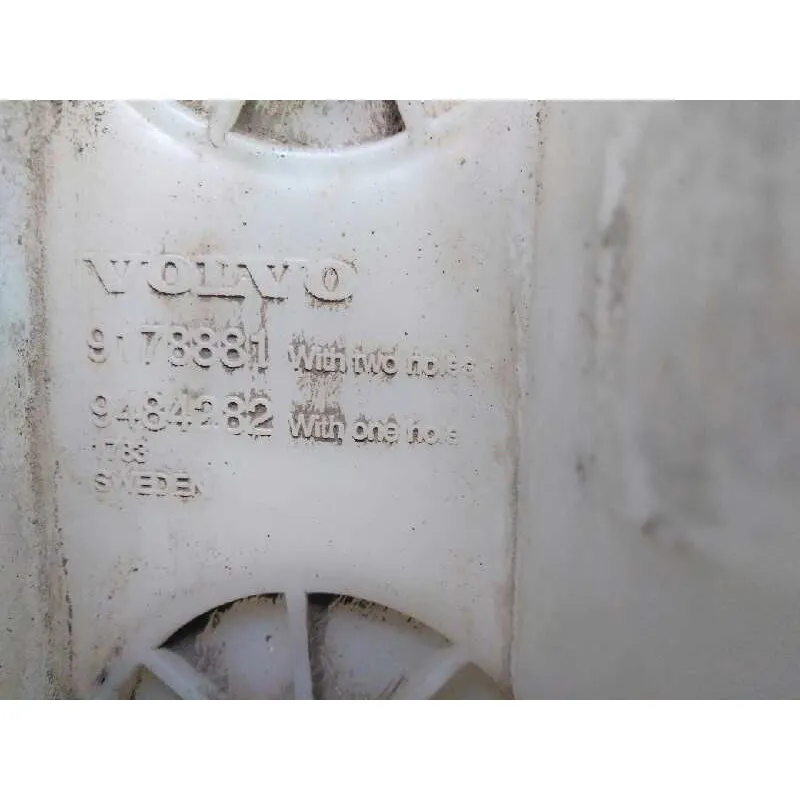 VOLVO
9178881 With two holes
9484282 With one hole
1783
SWEDEN